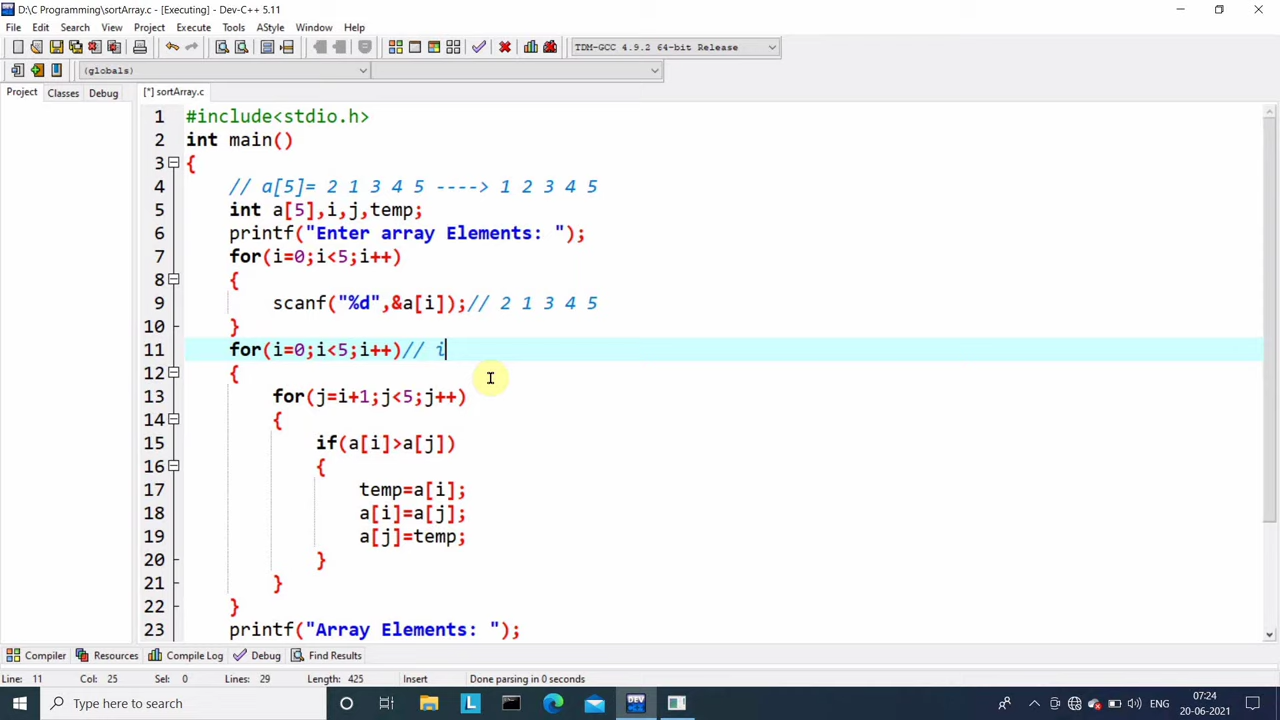 D:\C Programming\sortArray.c - [Executing] - Dev-C++ 5.11
File Edit Search View Project Execute Tools AStyle Window Help
TDM-GCC 4.9.2 64-bit Release
(globals)
Project Classes Debug [*] sortArray.c
1 #include<stdio.h>
2 int main()
3 {
4 // a[5]= 2 1 3 4 5 ----> 1 2 3 4 5
5 int a[5],i,j,temp;
6 printf("Enter array Elements: ");
7 for(i=0;i<5;i++)
8 {
9 scanf("%d",&a[i]);// 2 1 3 4 5
10 }
11 for(i=0;i<5;i++)// i
12 {
13 for(j=i+1;j<5;j++)
14 {
15 if(a[i]>a[j])
16 {
17 temp=a[i];
18 a[i]=a[j];
19 a[j]=temp;
20 }
21 }
22 }
23 printf("Array Elements: ");
Compiler Resources Compile Log Debug Find Results
Line: 11 Col: 25 Sel: 0 Lines: 29 Length: 425 Insert Done parsing in 0 seconds
Type here to search
L
DEV
ENG
07:24
20-06-2021